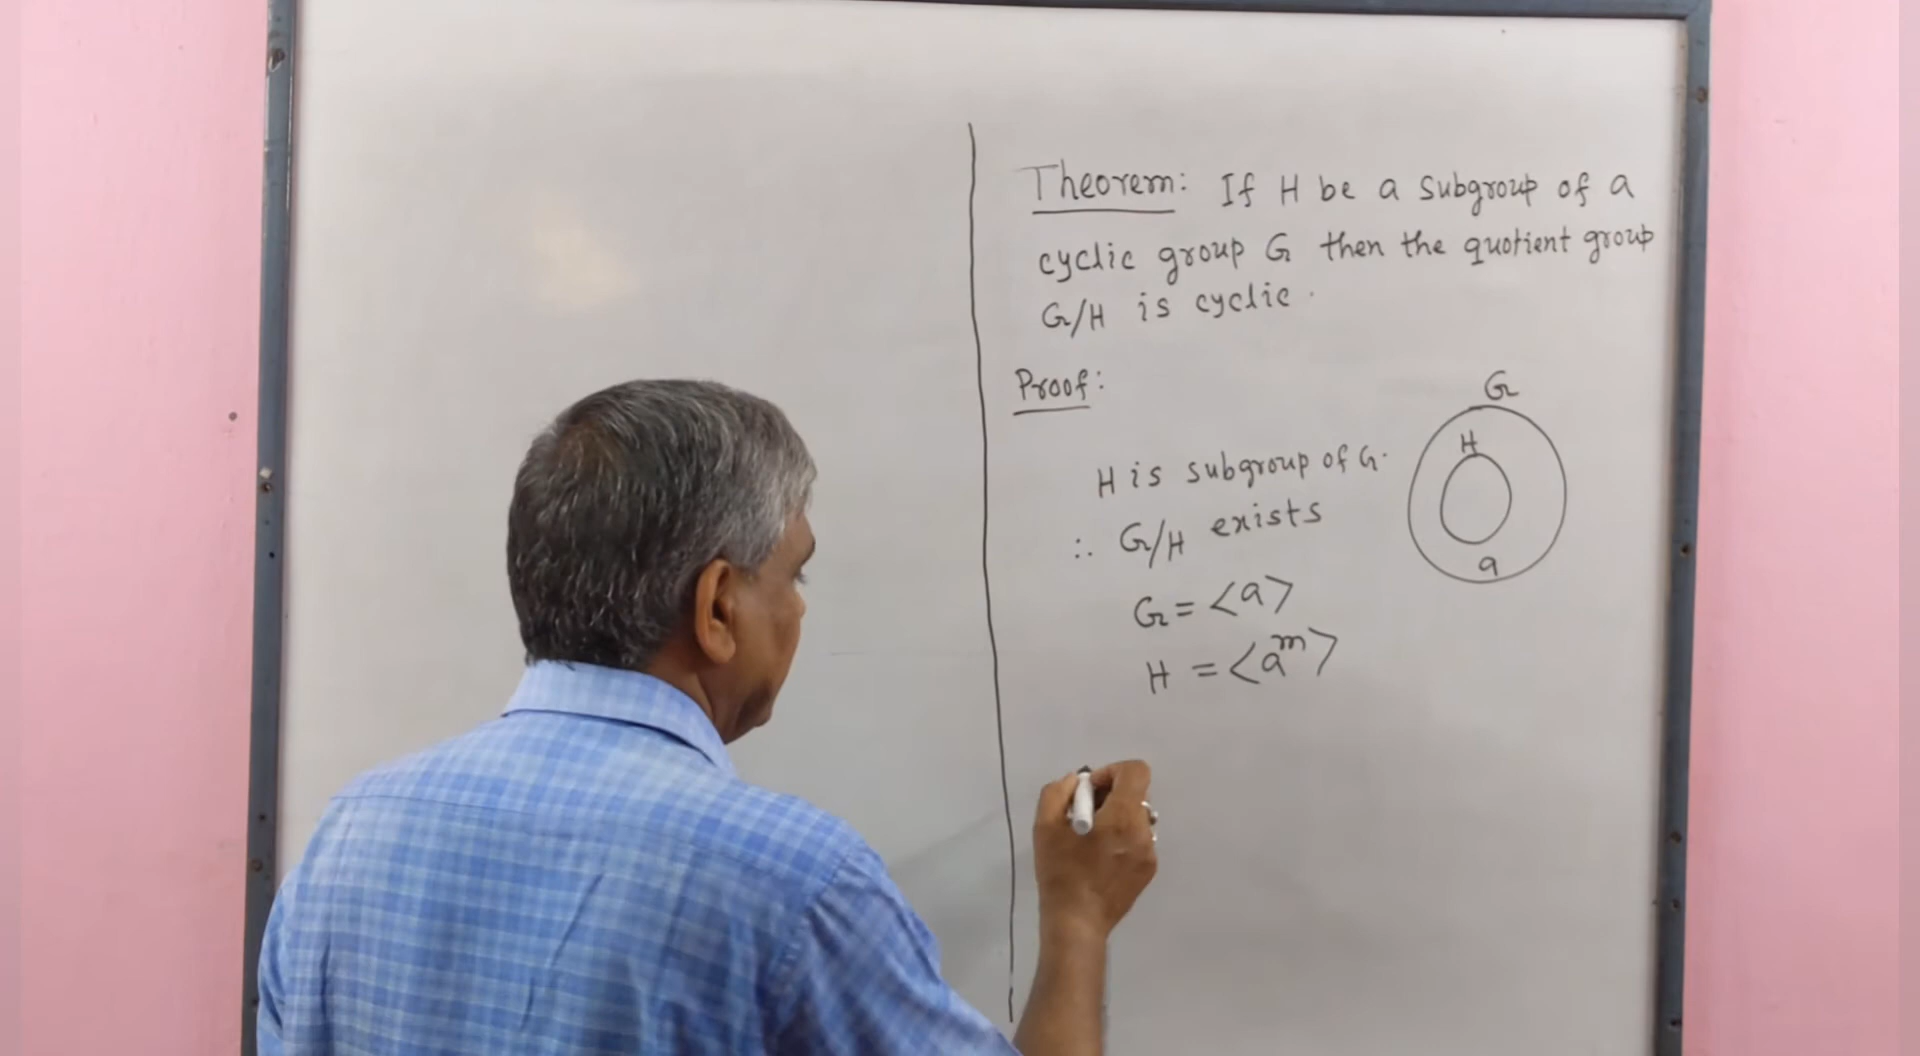 Theorem: If H be a subgroup of a
cyclic group G then the quotient group
G/H is cyclic.
Proof:
G
H
a
H is subgroup of G.
∴ G/H exists
G = <a>
H = <a^m>